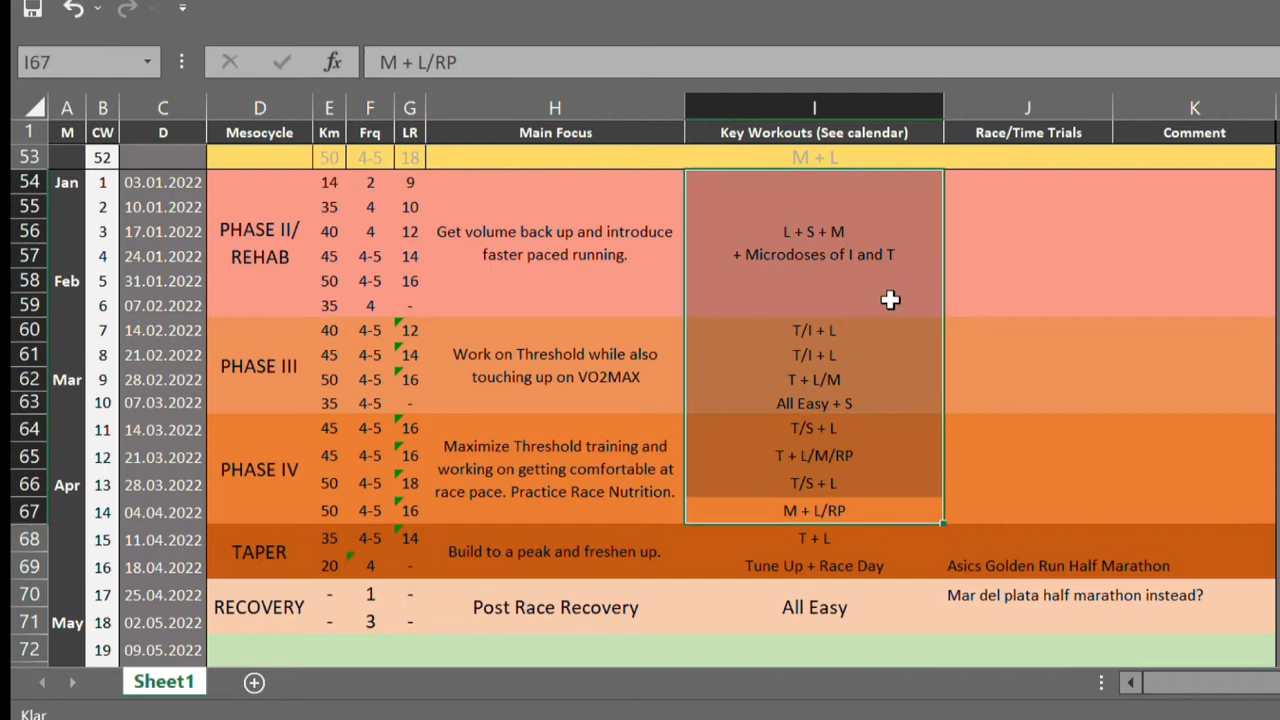 I67 fx M + L/RP
A B C D E F G H I J K
1 M CW D Mesocycle Km Frq LR Main Focus Key Workouts (See calendar) Race/Time Trials Comment
53 52 50 4-5 18 M + L
54 Jan 1 03.01.2022 14 2 9
55 2 10.01.2022 35 4 10
56 3 17.01.2022 PHASE II/ 40 4 12 Get volume back up and introduce L + S + M
57 4 24.01.2022 REHAB 45 4-5 14 faster paced running. + Microdoses of I and T
58 Feb 5 31.01.2022 50 4-5 16
59 6 07.02.2022 35 4 -
60 7 14.02.2022 40 4-5 12 T/I + L
61 8 21.02.2022 PHASE III 45 4-5 14 Work on Threshold while also T/I + L
62 Mar 9 28.02.2022 50 4-5 16 touching up on VO2MAX T + L/M
63 10 07.03.2022 35 4-5 - All Easy + S
64 11 14.03.2022 45 4-5 16 Maximize Threshold training and T/S + L
65 12 21.03.2022 PHASE IV 45 4-5 16 working on getting comfortable at T + L/M/RP
66 Apr 13 28.03.2022 50 4-5 18 race pace. Practice Race Nutrition. T/S + L
67 14 04.04.2022 50 4-5 16 M + L/RP
68 15 11.04.2022 TAPER 35 4-5 14 Build to a peak and freshen up. T + L
69 16 18.04.2022 20 4 - Tune Up + Race Day Asics Golden Run Half Marathon
70 17 25.04.2022 RECOVERY - 1 - Post Race Recovery All Easy Mar del plata half marathon instead?
71 May 18 02.05.2022 - 3 -
72 19 09.05.2022
Sheet1
Klar